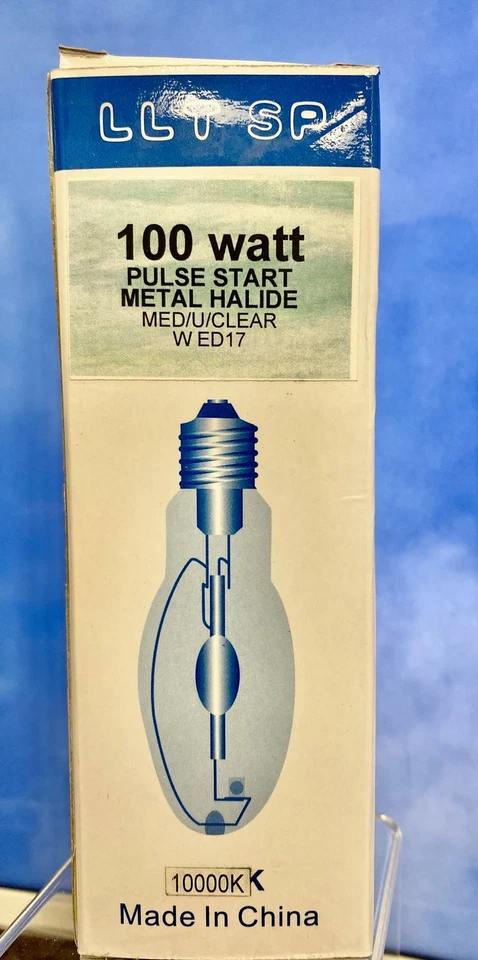 LLT SP
100 watt
PULSE START
METAL HALIDE
MED/U/CLEAR
W ED17
10000K K
Made In China